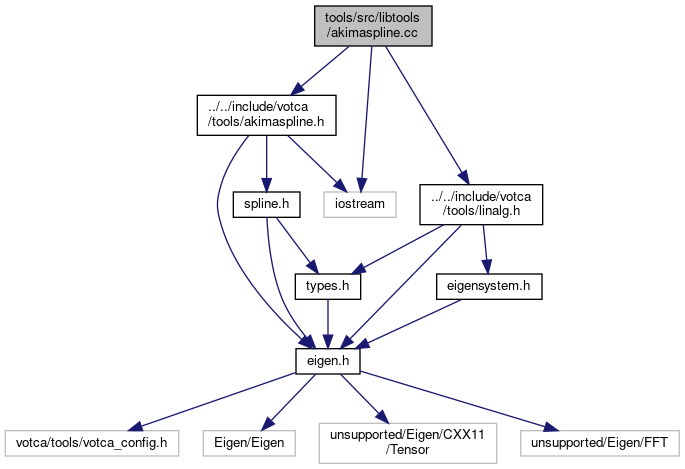 tools/src/libtools
/akimaspline.cc
../../include/votca
/tools/akimaspline.h
spline.h
iostream
../../include/votca
/tools/linalg.h
types.h
eigensystem.h
eigen.h
votca/tools/votca_config.h
Eigen/Eigen
unsupported/Eigen/CXX11
/Tensor
unsupported/Eigen/FFT